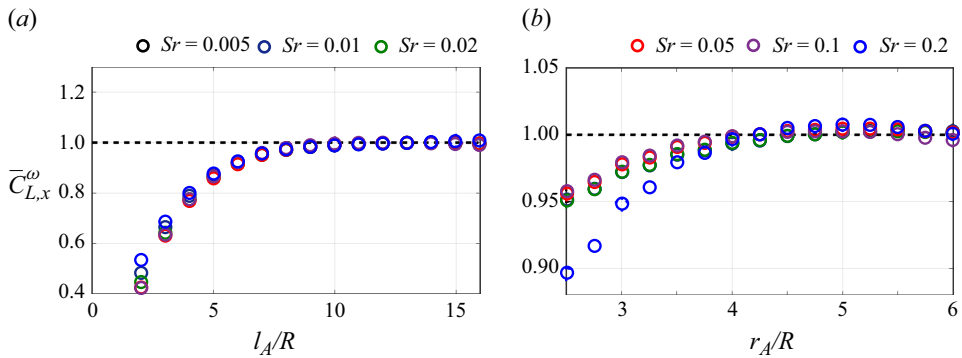 (a)
(b)
Sr = 0.005 Sr = 0.01 Sr = 0.02
Sr = 0.05 Sr = 0.1 Sr = 0.2
1.2
1.0
0.8
0.6
0.4
C̅ω L,x
0 5 10 15
l_A/R
1.05
1.00
0.95
0.90
3 4 5 6
r_A/R